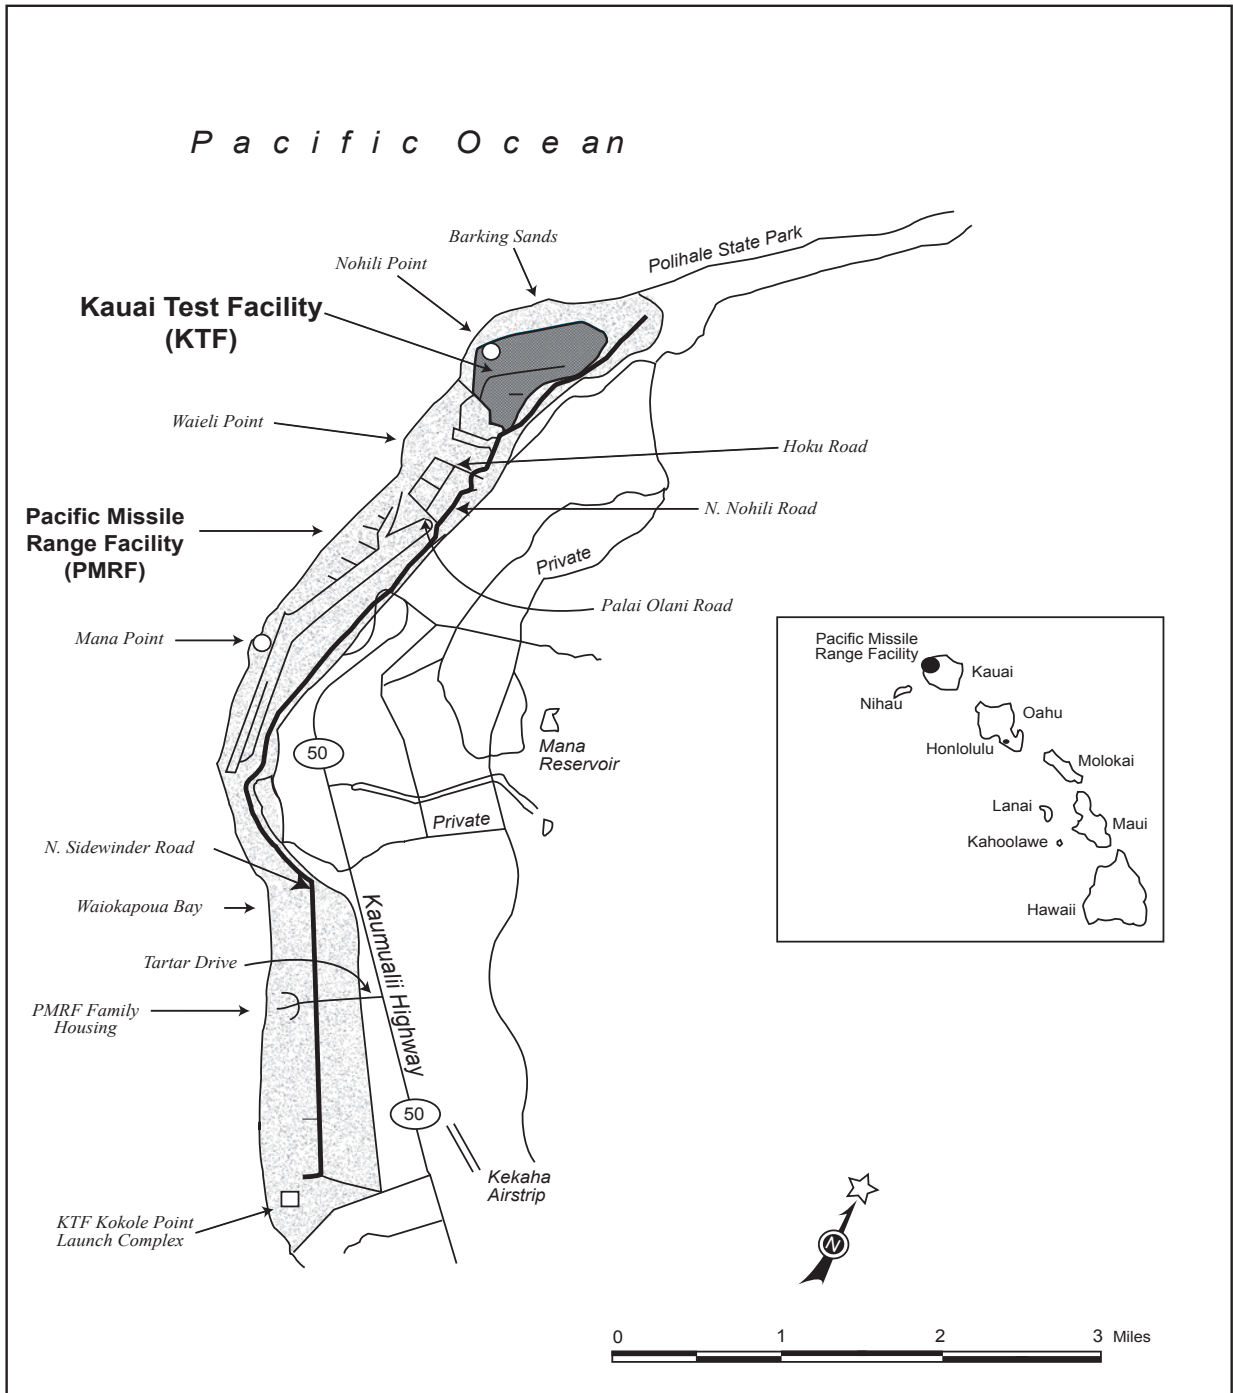 Pacific Ocean
Barking Sands
Polihale State Park
Nohili Point
Kauai Test Facility
(KTF)
Waieli Point
Hoku Road
Pacific Missile
Range Facility
(PMRF)
N. Nohili Road
Private
Palai Olani Road
Mana Point
50
Mana
Reservoir
Private
N. Sidewinder Road
Waiokapoua Bay
Kaumualii Highway
Tartar Drive
PMRF Family
Housing
50
Kekaha
Airstrip
KTF Kokole Point
Launch Complex
Pacific Missile
Range Facility
Kauai
Nihau
Oahu
Honlolulu
Molokai
Lanai
Maui
Kahoolawe
Hawaii
N
0 1 2 3 Miles